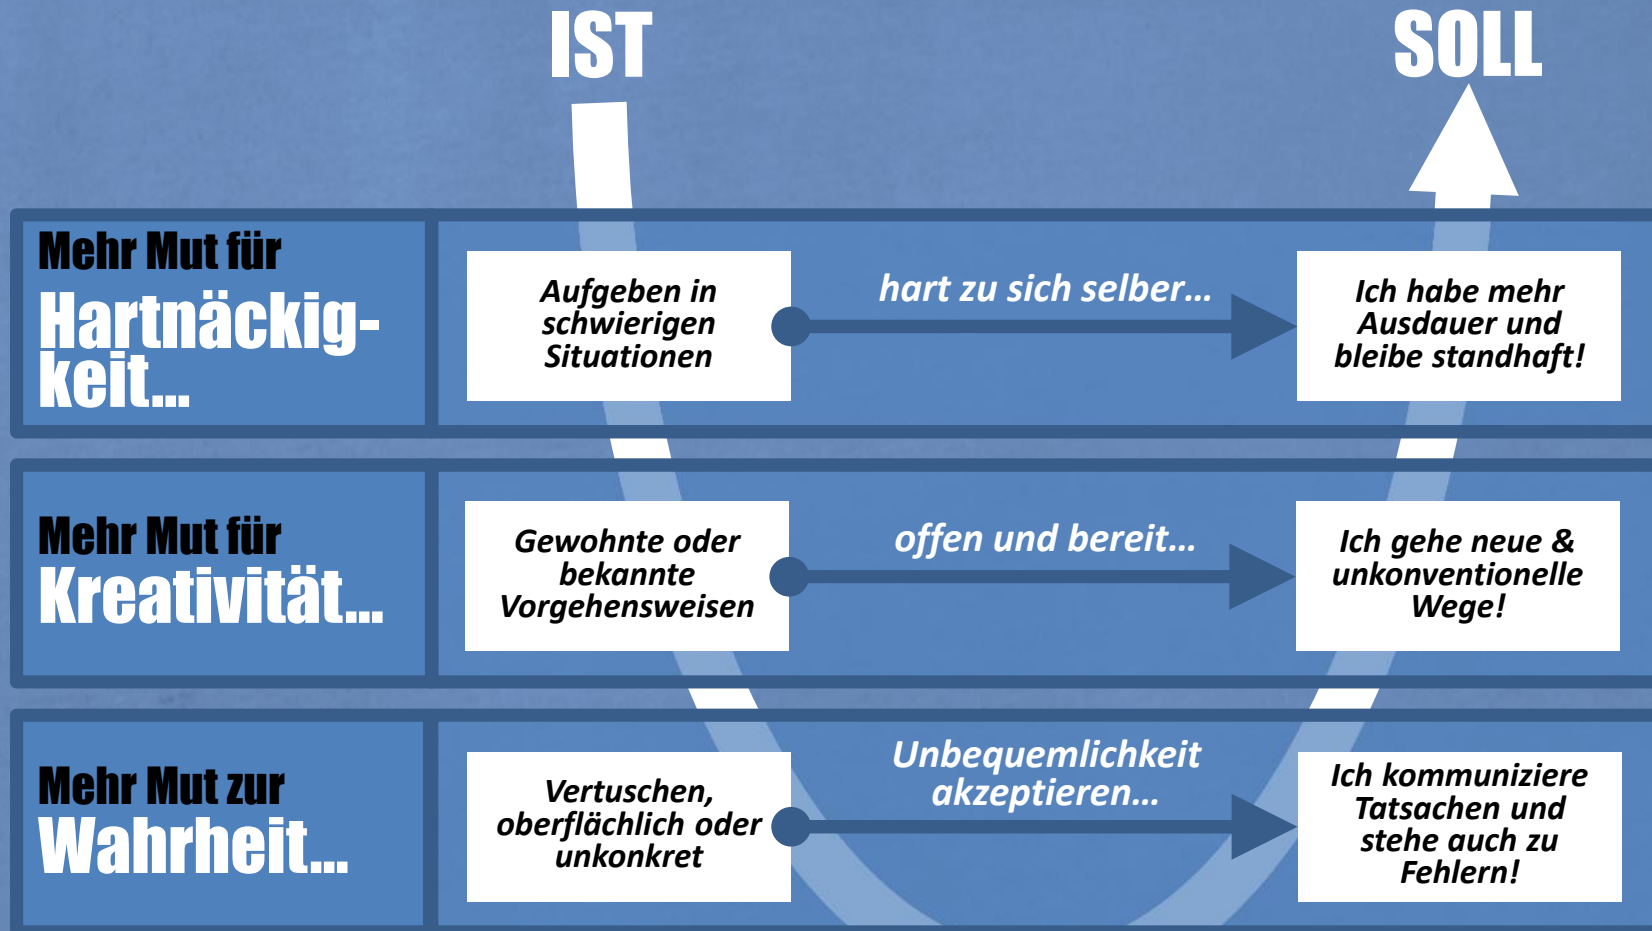 IST
SOLL
Mehr Mut für
Hartnäckig-
keit...
Aufgeben in
schwierigen
Situationen
hart zu sich selber...
Ich habe mehr
Ausdauer und
bleibe standhaft!
Mehr Mut für
Kreativität...
Gewohnte oder
bekannte
Vorgehensweisen
offen und bereit...
Ich gehe neue &
unkonventionelle
Wege!
Mehr Mut zur
Wahrheit...
Vertuschen,
oberflächlich oder
unkonkret
Unbequemlichkeit
akzeptieren...
Ich kommuniziere
Tatsachen und
stehe auch zu
Fehlern!